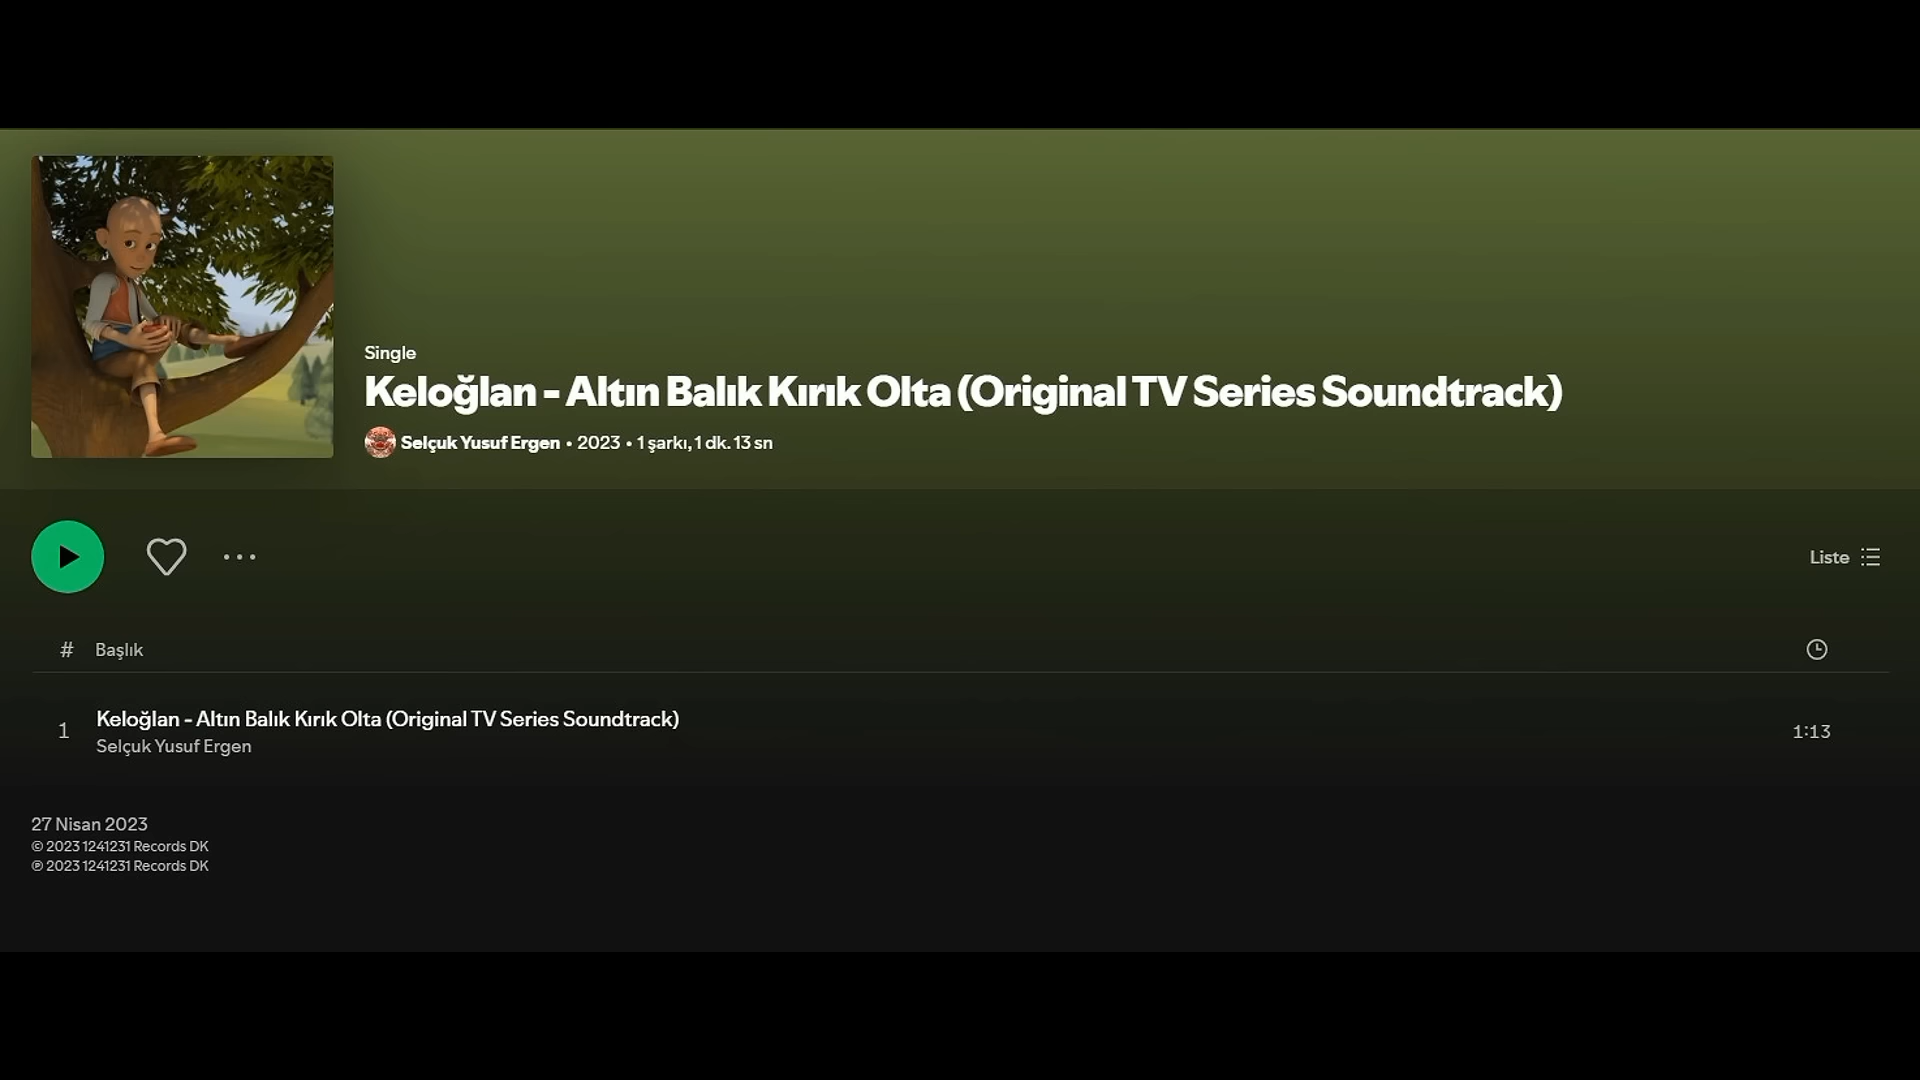 Single
Keloğlan - Altın Balık Kırık Olta (Original TV Series Soundtrack)
Selçuk Yusuf Ergen • 2023 • 1 şarkı, 1 dk. 13 sn
Liste
# Başlık
1 Keloğlan - Altın Balık Kırık Olta (Original TV Series Soundtrack) 1:13
Selçuk Yusuf Ergen
27 Nisan 2023
© 2023 1241231 Records DK
℗ 2023 1241231 Records DK